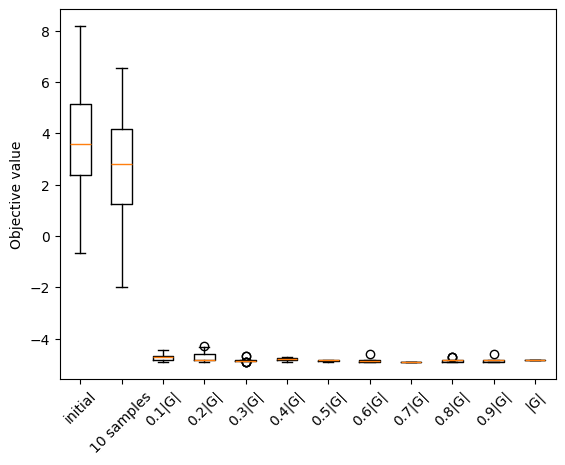 Objective value
8
6
4
2
0
−2
−4
initial
10 samples
0.1|G|
0.2|G|
0.3|G|
0.4|G|
0.5|G|
0.6|G|
0.7|G|
0.8|G|
0.9|G|
|G|